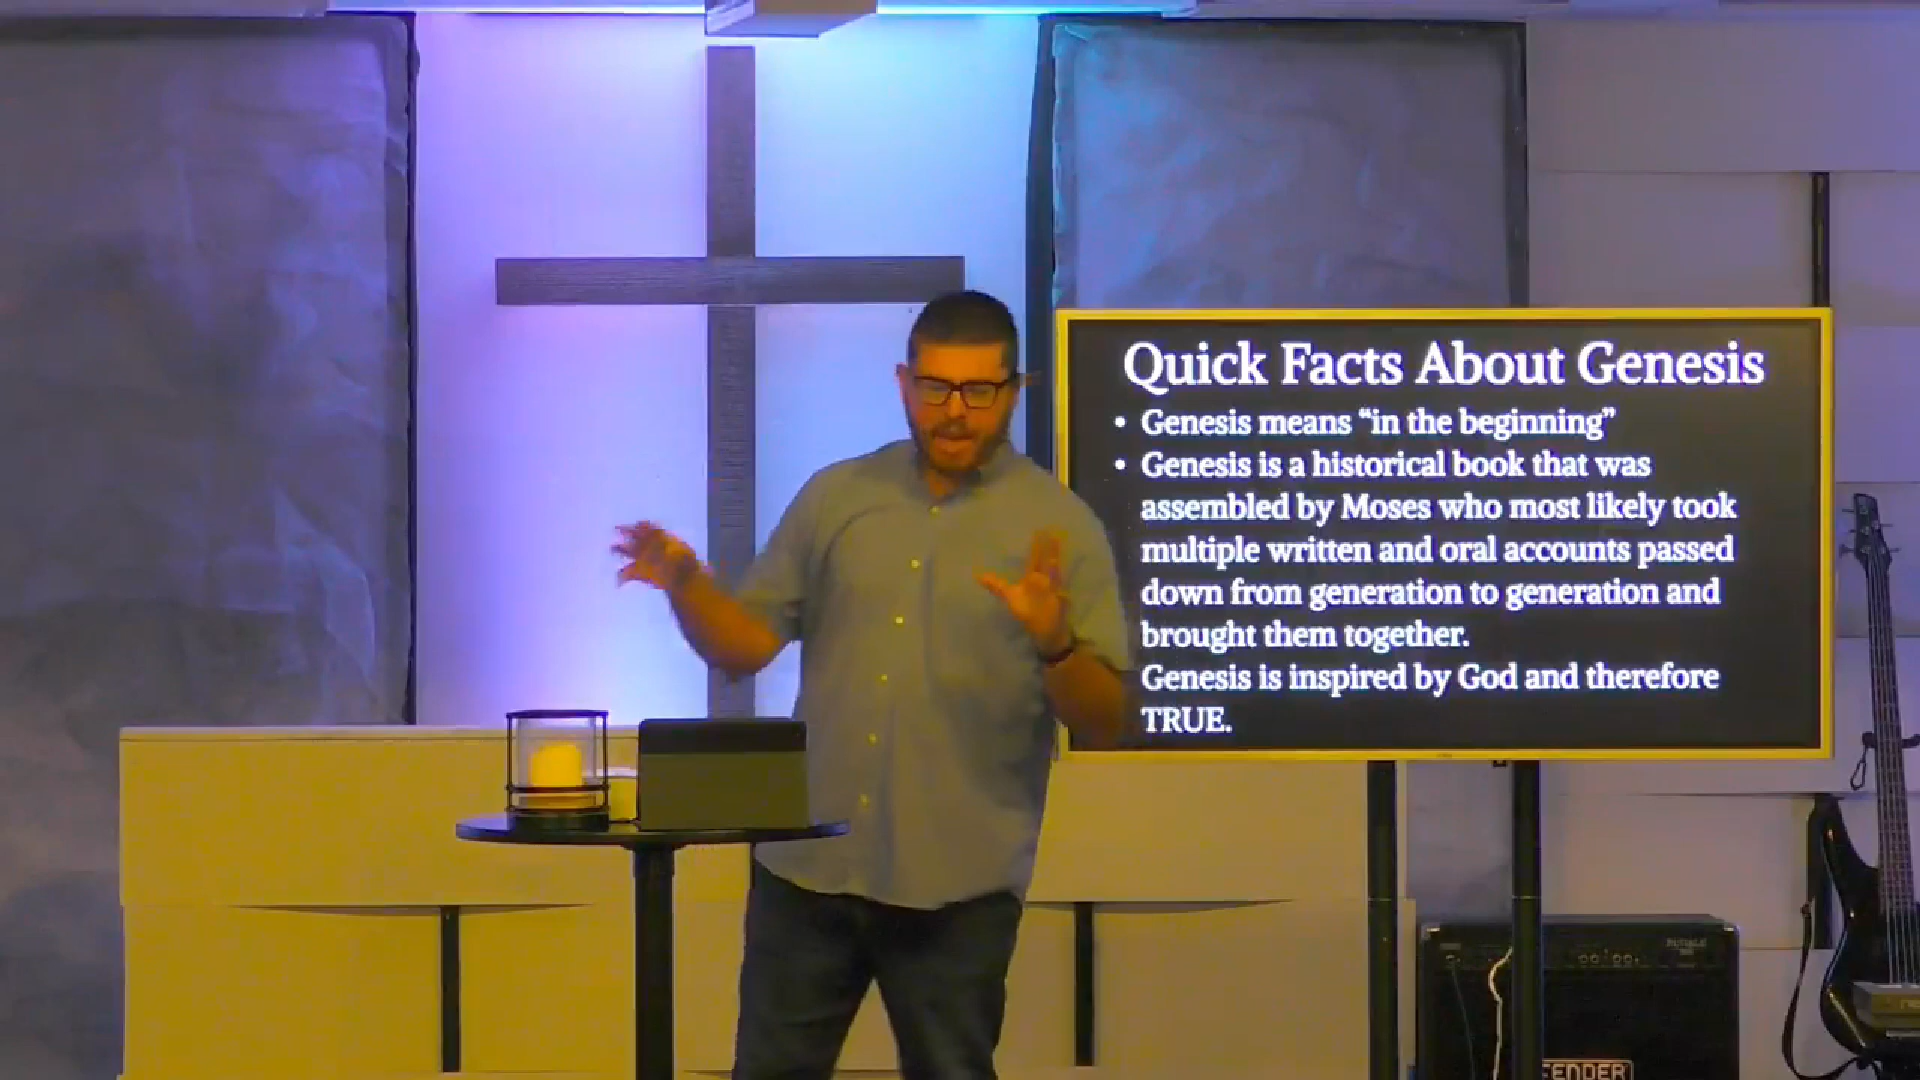 Quick Facts About Genesis
• Genesis means “in the beginning”
• Genesis is a historical book that was
assembled by Moses who most likely took
multiple written and oral accounts passed
down from generation to generation and
brought them together.
Genesis is inspired by God and therefore
TRUE.
FENDER